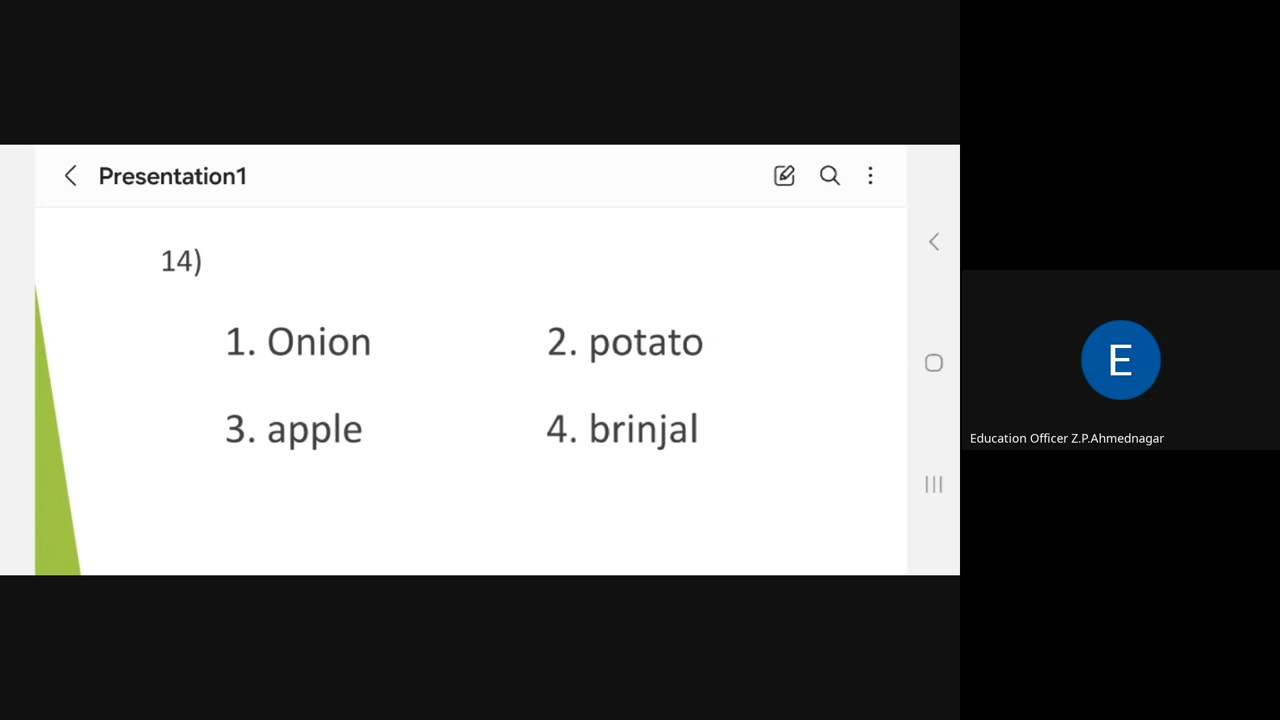 Presentation1
14)
1. Onion 2. potato
3. apple 4. brinjal
E
Education Officer Z.P.Ahmednagar